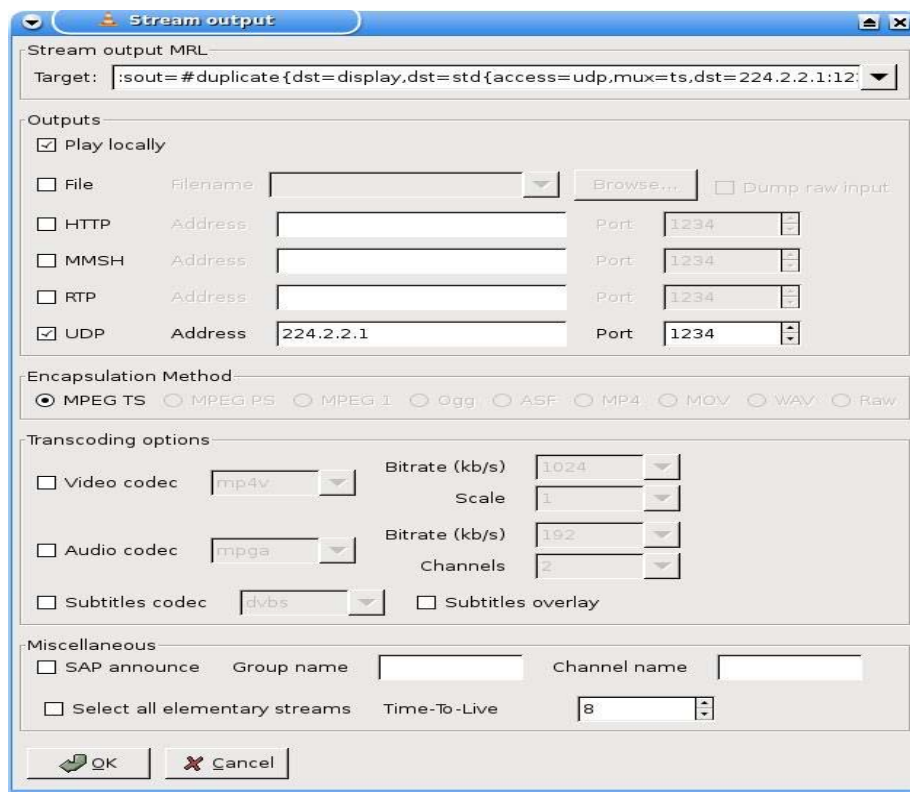 Stream output
Stream output MRL
Target: :sout=#duplicate{dst=display,dst=std{access=udp,mux=ts,dst=224.2.2.1:12
Outputs
Play locally
File Filename Browse... Dump raw input
HTTP Address Port 1234
MMSH Address Port 1234
RTP Address Port 1234
UDP Address 224.2.2.1 Port 1234
Encapsulation Method
MPEG TS MPEG PS MPEG 1 Ogg ASF MP4 MOV WAV Raw
Transcoding options
Video codec mp4v Bitrate (kb/s) 1024
Scale 1
Audio codec mpga Bitrate (kb/s) 192
Channels 2
Subtitles codec dvbs Subtitles overlay
Miscellaneous
SAP announce Group name Channel name
Select all elementary streams Time-To-Live 8
OK Cancel